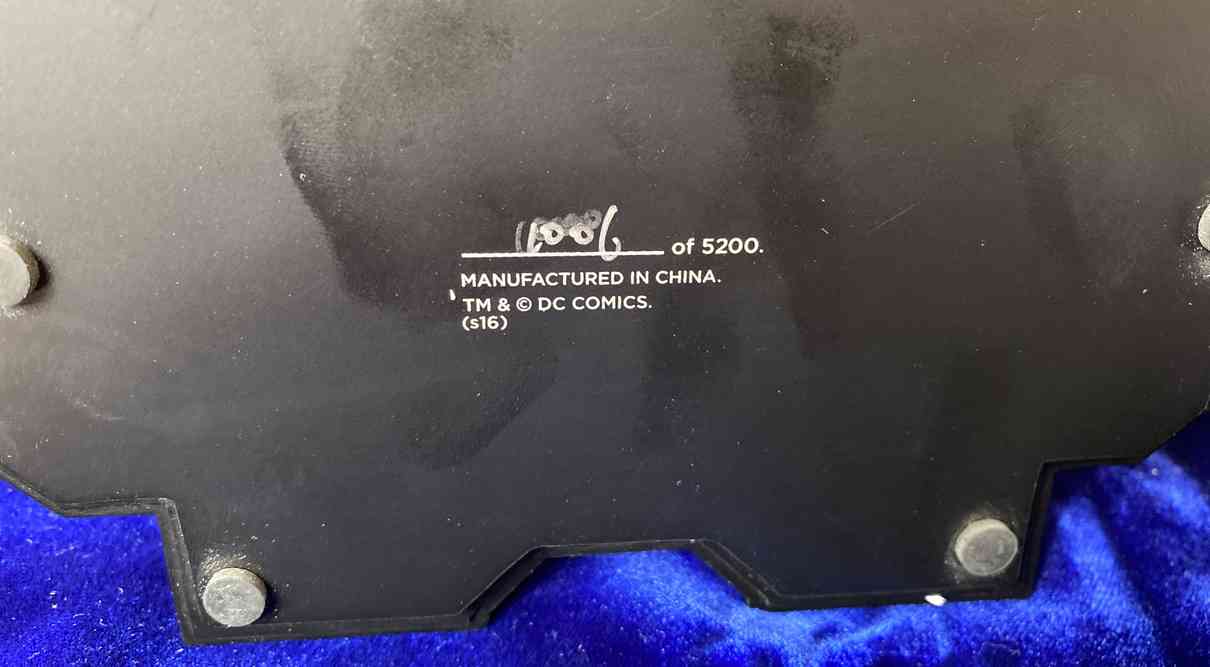 of 5200.
MANUFACTURED IN CHINA.
TM & © DC COMICS.
(s16)